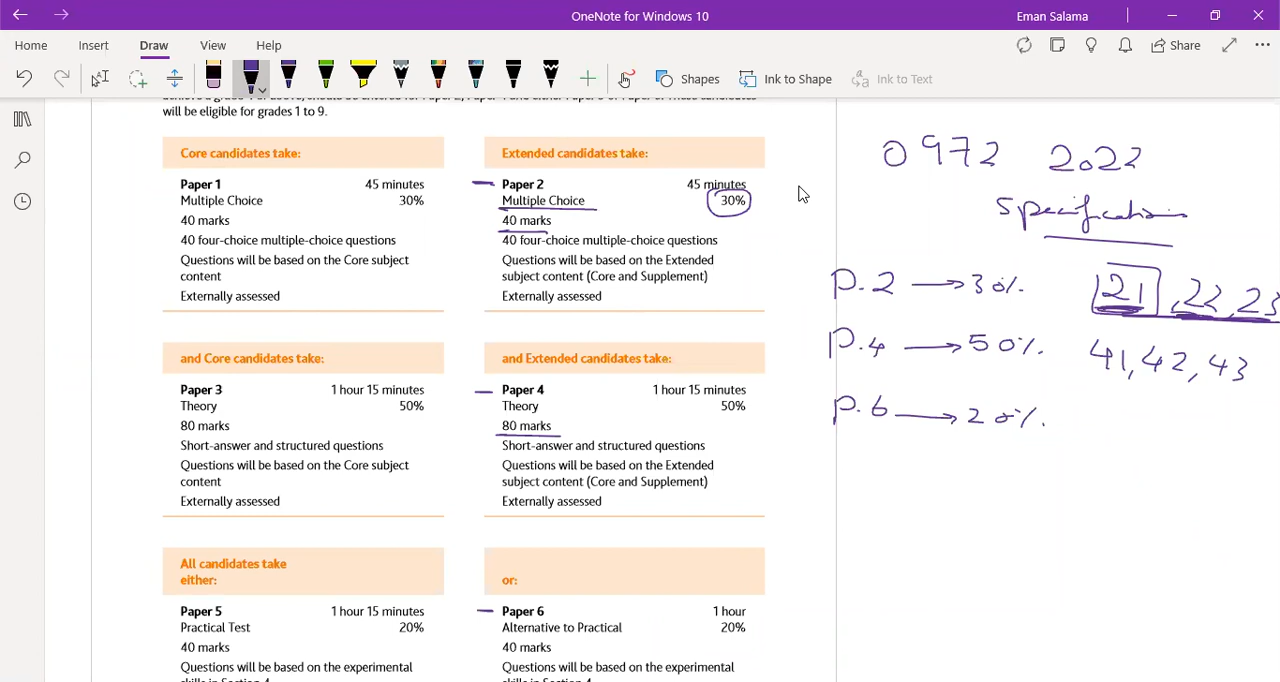 OneNote for Windows 10
Eman Salama
Home Insert Draw View Help
Share
Shapes Ink to Shape Ink to Text
will be eligible for grades 1 to 9.
Core candidates take:
Paper 1 45 minutes
Multiple Choice 30%
40 marks
40 four-choice multiple-choice questions
Questions will be based on the Core subject
content
Externally assessed
Extended candidates take:
Paper 2 45 minutes
Multiple Choice 30%
40 marks
40 four-choice multiple-choice questions
Questions will be based on the Extended
subject content (Core and Supplement)
Externally assessed
and Core candidates take:
Paper 3 1 hour 15 minutes
Theory 50%
80 marks
Short-answer and structured questions
Questions will be based on the Core subject
content
Externally assessed
and Extended candidates take:
Paper 4 1 hour 15 minutes
Theory 50%
80 marks
Short-answer and structured questions
Questions will be based on the Extended
subject content (Core and Supplement)
Externally assessed
All candidates take
either:
Paper 5 1 hour 15 minutes
Practical Test 20%
40 marks
Questions will be based on the experimental
or:
Paper 6 1 hour
Alternative to Practical 20%
40 marks
Questions will be based on the experimental
0972 2022
Specifications
P.2 → 30%. 21, 22, 23
P.4 → 50%. 41, 42, 43
P.6 → 20%.